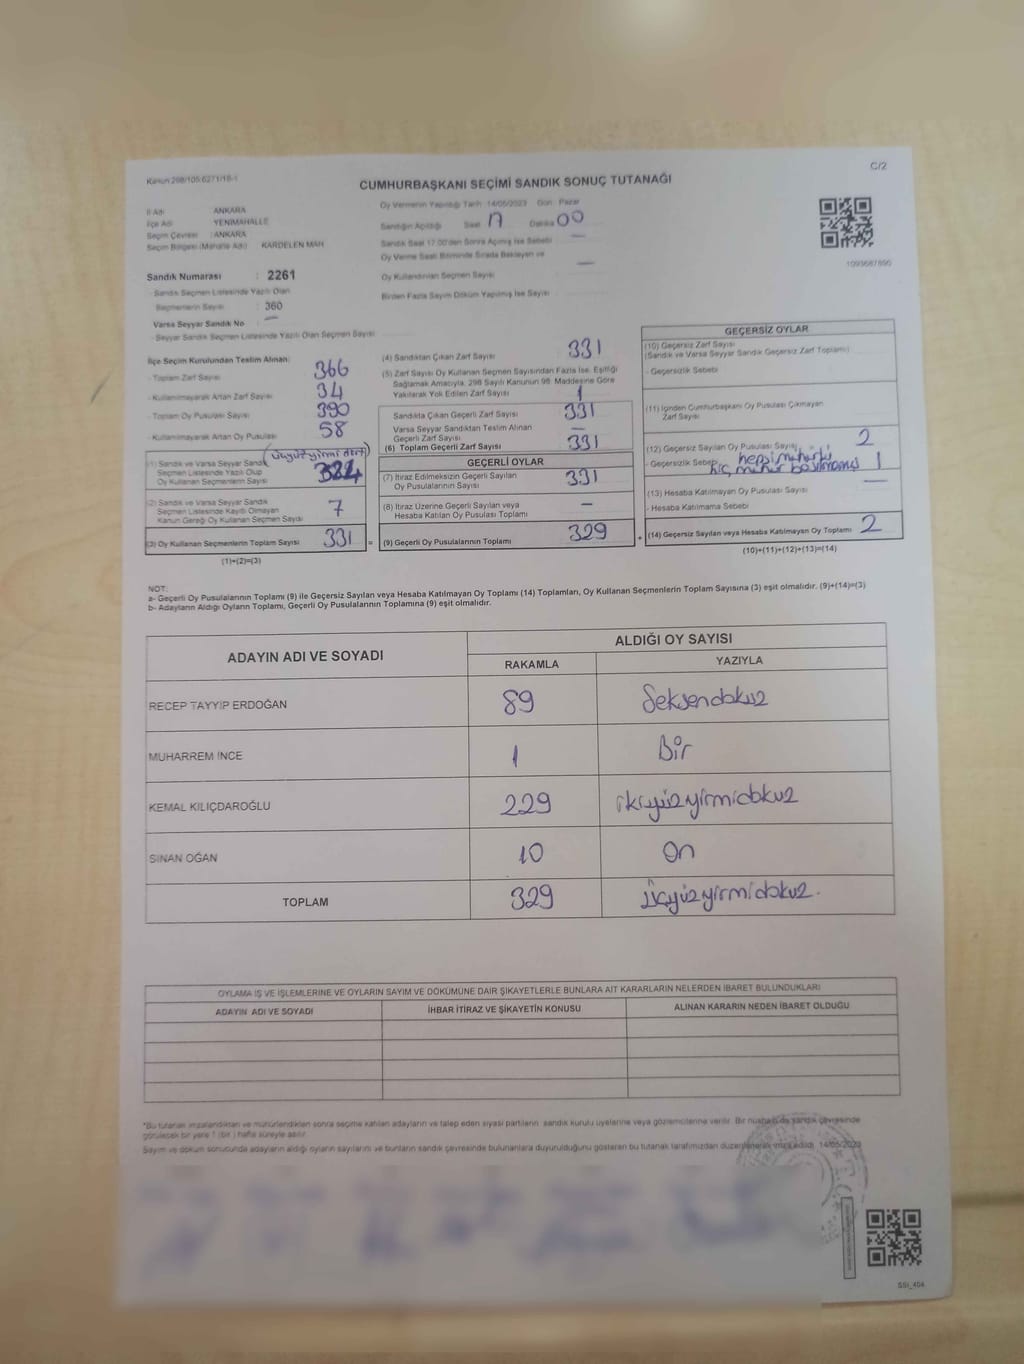 Kanun 298/105 6271/18-1
C/2
CUMHURBAŞKANI SEÇİMİ SANDIK SONUÇ TUTANAĞI
İl Adı ANKARA
İlçe Adı YENİMAHALLE
Seçim Çevresi : ANKARA
Seçim Bölgesi (Mahalle Adı) KARDELEN MAH
Oy Vermenin Yapıldığı Tarih 14/05/2023 Gün : Pazar
Sandığın Açıldığı Saat 17 Dakika 00
Sandık Saat 17.00'den Sonra Açılmış İse Sebebi —
Oy Verme Saati Bitiminde Sırada Bekleyen ve
Oy Kullandırılan Seçmen Sayısı —
Birden Fazla Sayım Döküm Yapılmış İse Sayısı
1093687890
Sandık Numarası : 2261
- Sandık Seçmen Listesinde Yazılı Olan
Seçmenlerin Sayısı : 360
Varsa Seyyar Sandık No : —
- Seyyar Sandık Seçmen Listesinde Yazılı Olan Seçmen Sayısı
İlçe Seçim Kurulundan Teslim Alınan:
- Toplam Zarf Sayısı 366
- Kullanılmayarak Artan Zarf Sayısı 34
- Toplam Oy Pusulası Sayısı 390
- Kullanılmayarak Artan Oy Pusulası 58
(üçyüzyirmi dört)
(1) Sandık ve Varsa Seyyar Sandık
Seçmen Listesinde Yazılı Olup
Oy Kullanan Seçmenlerin Sayısı 324
(2) Sandık ve Varsa Seyyar Sandık
Seçmen Listesinde Kayıtlı Olmayan
Kanun Gereği Oy Kullanan Seçmen Sayısı 7
(3) Oy Kullanan Seçmenlerin Toplam Sayısı 331 =
(1)+(2)=(3)
(4) Sandıktan Çıkan Zarf Sayısı 331
(5) Zarf Sayısı Oy Kullanan Seçmen Sayısından Fazla İse, Eşitliği
Sağlamak Amacıyla, 298 Sayılı Kanunun 98. Maddesine Göre
Yakılarak Yok Edilen Zarf Sayısı 1
Sandıkta Çıkan Geçerli Zarf Sayısı 331
Varsa Seyyar Sandıktan Teslim Alınan
Geçerli Zarf Sayısı —
(6) Toplam Geçerli Zarf Sayısı 331
GEÇERLİ OYLAR
(7) İtiraz Edilmeksizin Geçerli Sayılan
Oy Pusulalarının Sayısı 331
(8) İtiraz Üzerine Geçerli Sayılan veya
Hesaba Katılan Oy Pusulası Toplamı —
(9) Geçerli Oy Pusulalarının Toplamı 329 +
GEÇERSİZ OYLAR
(10) Geçersiz Zarf Sayısı
(Sandık ve Varsa Seyyar Sandık Geçersiz Zarf Toplamı)
- Geçersizlik Sebebi
(11) İçinden Cumhurbaşkanı Oy Pusulası Çıkmayan
Zarf Sayısı
(12) Geçersiz Sayılan Oy Pusulası Sayısı 2
- Geçersizlik Sebebi hepsi mühürlü 1
hiç mühür basılmamış
(13) Hesaba Katılmayan Oy Pusulası Sayısı —
- Hesaba Katılmama Sebebi
(14) Geçersiz Sayılan veya Hesaba Katılmayan Oy Toplamı 2
(10)+(11)+(12)+(13)=(14)
NOT:
a- Geçerli Oy Pusulalarının Toplamı (9) ile Geçersiz Sayılan veya Hesaba Katılmayan Oy Toplamı (14) Toplamları, Oy Kullanan Seçmenlerin Toplam Sayısına (3) eşit olmalıdır. (9)+(14)=(3)
b- Adayların Aldığı Oyların Toplamı, Geçerli Oy Pusulalarının Toplamına (9) eşit olmalıdır.
ADAYIN ADI VE SOYADI
ALDIĞI OY SAYISI
RAKAMLA YAZIYLA
RECEP TAYYİP ERDOĞAN 89 Seksendokuz
MUHARREM İNCE 1 Bir
KEMAL KILIÇDAROĞLU 229 ikiyüzyirmidokuz
SİNAN OĞAN 10 On
TOPLAM 329 üçyüzyirmidokuz.
OYLAMA İŞ VE İŞLEMLERİNE VE OYLARIN SAYIM VE DÖKÜMÜNE DAİR ŞİKAYETLERLE BUNLARA AİT KARARLARIN NELERDEN İBARET BULUNDUKLARI
ADAYIN ADI VE SOYADI İHBAR İTİRAZ VE ŞİKAYETİN KONUSU ALINAN KARARIN NEDEN İBARET OLDUĞU
*Bu tutanak imzalandıktan ve mühürlendikten sonra seçime katılan adayların ve talep eden siyasi partilerin sandık kurulu üyelerine veya gözlemcilerine verilir. Bir nüshası da sandık çevresinde
görülecek bir yere 1 (bir) hafta süreyle asılır.
Sayım ve döküm sonucunda adayların aldığı oyların sayılarını ve bunların sandık çevresinde bulunanlara duyurulduğunu gösteren bu tutanak tarafımızdan düzenlenerek imza edildi. 14/05/2023
SSİ_404